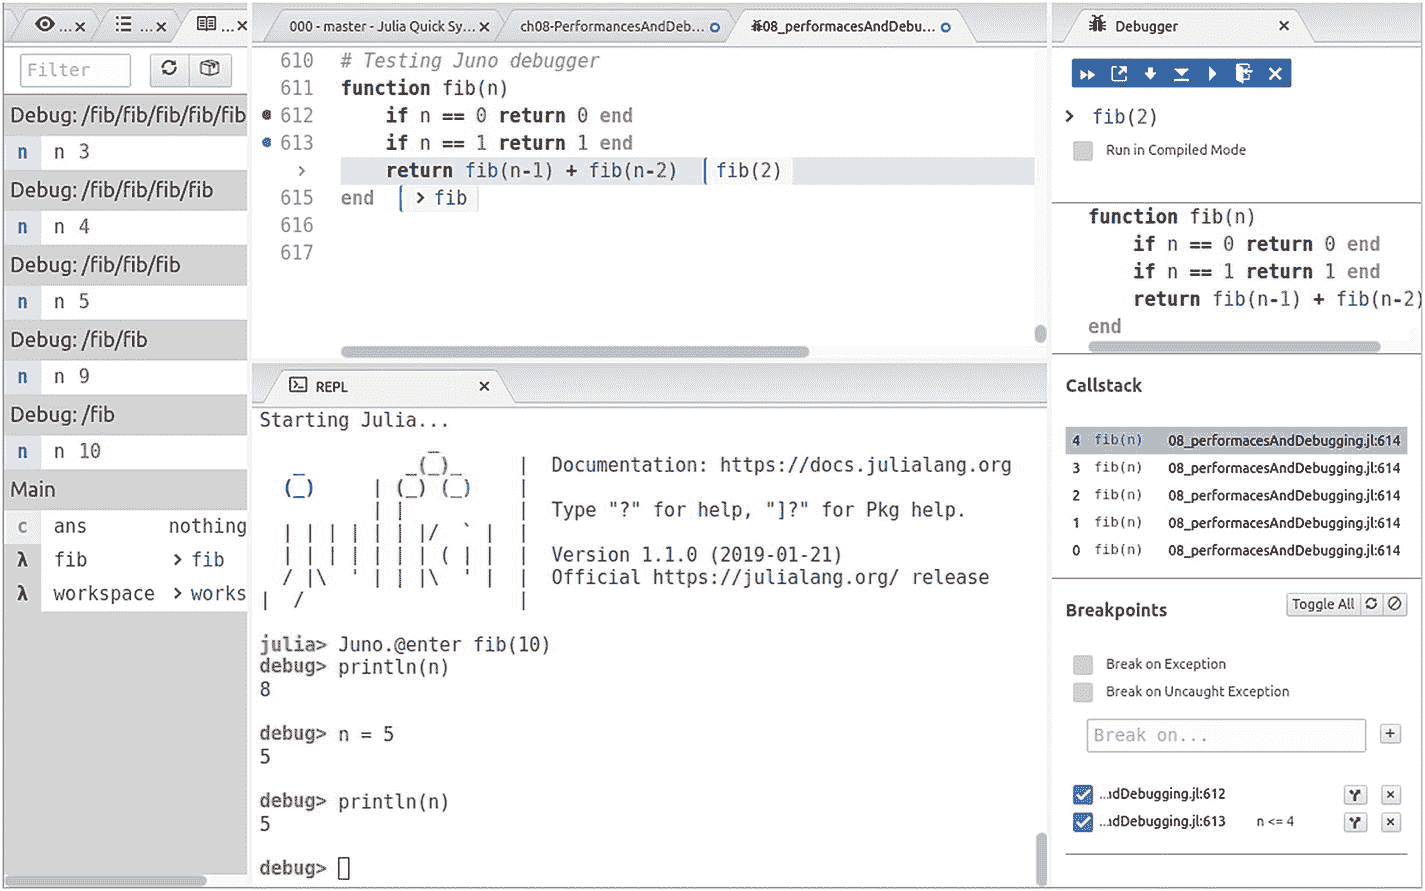 ... ×
... ×
... ×
Filter
Debug: /fib/fib/fib/fib/fib
n n 3
Debug: /fib/fib/fib/fib
n n 4
Debug: /fib/fib/fib
n n 5
Debug: /fib/fib
n n 9
Debug: /fib
n n 10
Main
c ans nothing
λ fib > fib
λ workspace > works
000 - master - Julia Quick Sy... ×
ch08-PerformancesAndDeb...
08_performacesAndDebu...
610 # Testing Juno debugger
611 function fib(n)
612 if n == 0 return 0 end
613 if n == 1 return 1 end
> return fib(n-1) + fib(n-2) fib(2)
615 end > fib
616
617
REPL ×
Starting Julia...
Documentation: https://docs.julialang.org
Type "?" for help, "]?" for Pkg help.
Version 1.1.0 (2019-01-21)
Official https://julialang.org/ release
julia> Juno.@enter fib(10)
debug> println(n)
8
debug> n = 5
5
debug> println(n)
5
debug>
Debugger ×
> fib(2)
Run in Compiled Mode
function fib(n)
if n == 0 return 0 end
if n == 1 return 1 end
return fib(n-1) + fib(n-2)
end
Callstack
4 fib(n) 08_performacesAndDebugging.jl:614
3 fib(n) 08_performacesAndDebugging.jl:614
2 fib(n) 08_performacesAndDebugging.jl:614
1 fib(n) 08_performacesAndDebugging.jl:614
0 fib(n) 08_performacesAndDebugging.jl:614
Breakpoints
Toggle All
Break on Exception
Break on Uncaught Exception
Break on... +
...ndDebugging.jl:612
...ndDebugging.jl:613 n <= 4